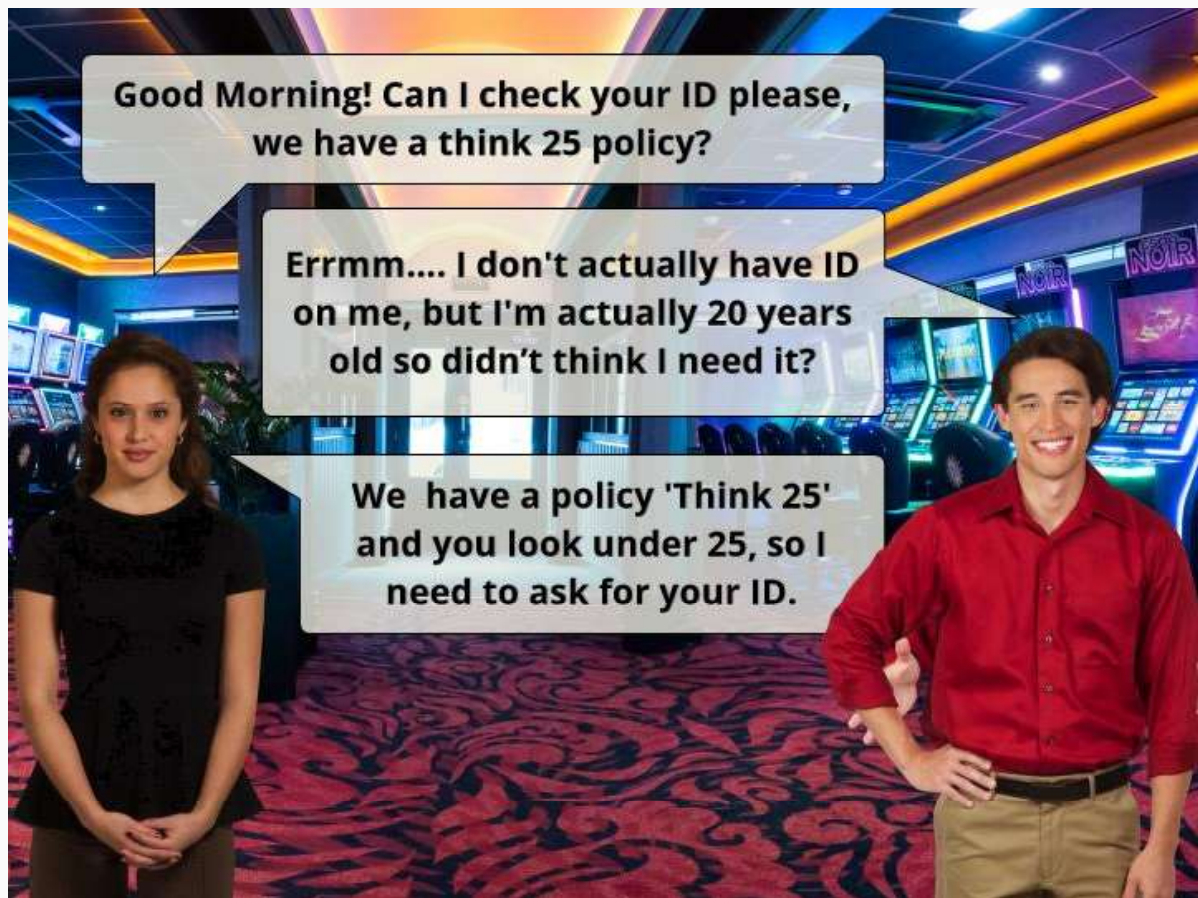 Good Morning! Can I check your ID please,
we have a think 25 policy?
Errmm.... I don't actually have ID
on me, but I'm actually 20 years
old so didn’t think I need it?
NOIR
NOIR
We  have a policy 'Think 25'
and you look under 25, so I
need to ask for your ID.